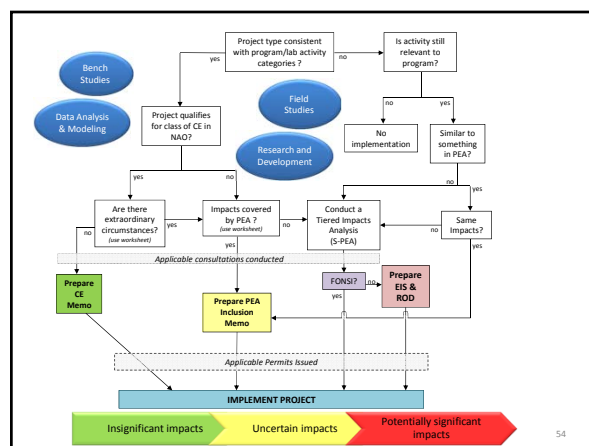 Project type consistent
with program/lab activity
categories ?
Is activity still
relevant to
program?
yes
no
Bench
Studies
Data Analysis
& Modeling
Project qualifies
for class of CE in
NAO?
Field
Studies
Research and
Development
no
yes
No
implementation
Similar to
something
in PEA?
yes
no
yes
Are there
extraordinary
circumstances?
(use worksheet)
yes
Impacts covered
by PEA ?
(use worksheet)
no
Conduct a
Tiered Impacts
Analysis
(S-PEA)
no
Same
Impacts?
no
yes
yes
Applicable consultations conducted
Prepare
CE
Memo
Prepare PEA
Inclusion
Memo
FONSI?
no
yes
Prepare
EIS &
ROD
Applicable Permits Issued
IMPLEMENT PROJECT
Insignificant impacts
Uncertain impacts
Potentially significant
impacts
54